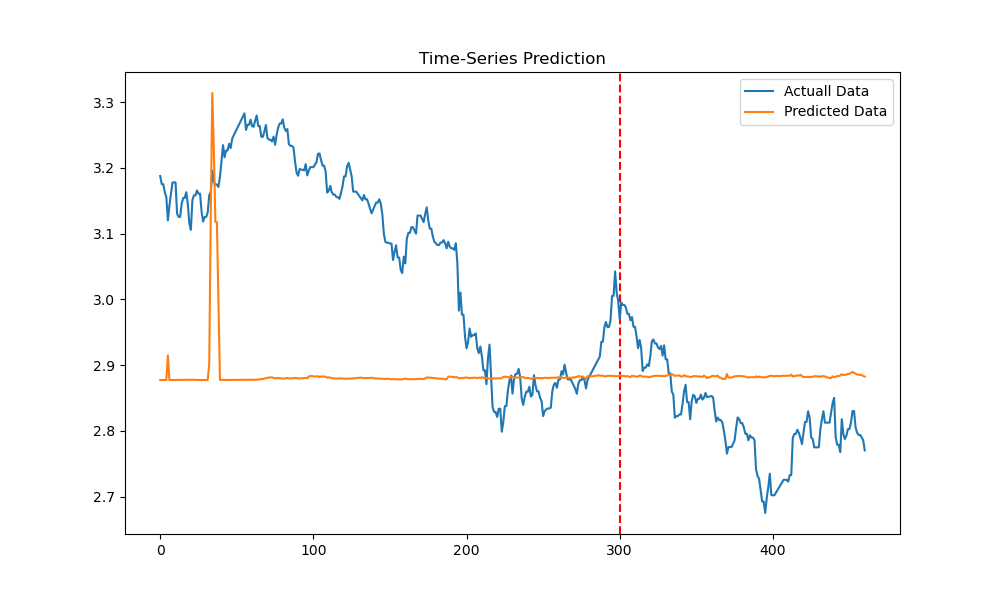 Time-Series Prediction
Actuall Data
Predicted Data
3.3
3.2
3.1
3.0
2.9
2.8
2.7
0 100 200 300 400